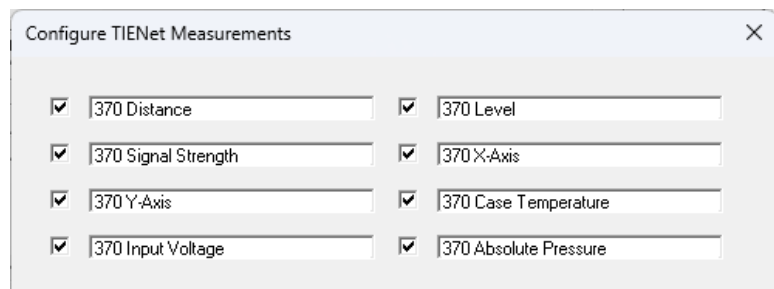 Configure TIENet Measurements
370 Distance
370 Level
370 Signal Strength
370 X-Axis
370 Y-Axis
370 Case Temperature
370 Input Voltage
370 Absolute Pressure